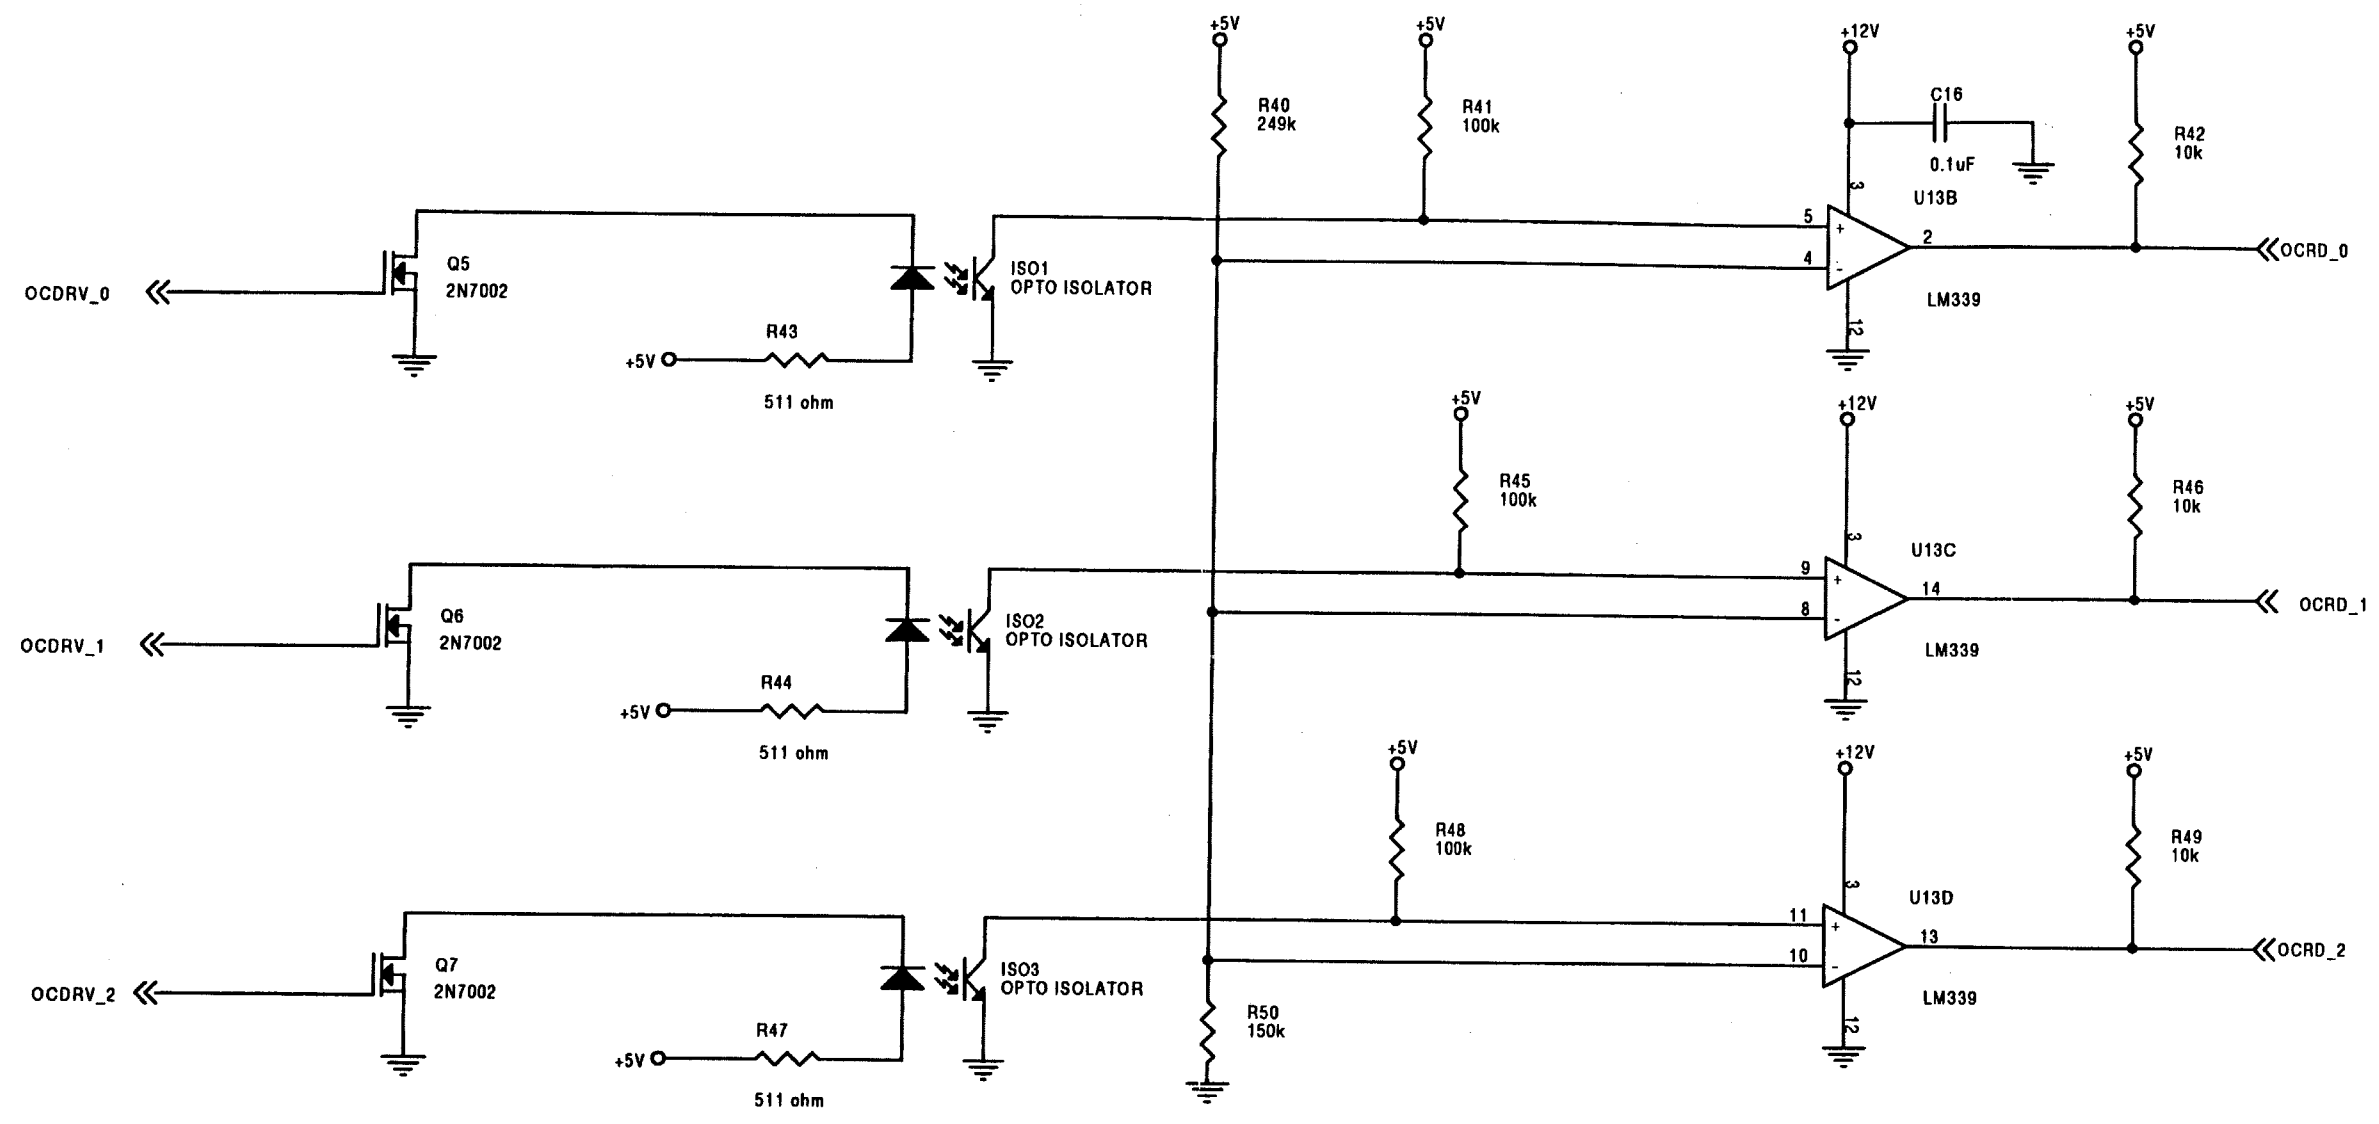 +5V
+5V
+12V
+5V
R40
249k
R41
100k
C16
0.1uF
R42
10k
3
U13B
5
+
4
-
2
OCRD_0
LM339
12
OCDRV_0
Q5
2N7002
ISO1
OPTO ISOLATOR
R43
+5V
511 ohm
+5V
+12V
+5V
R45
100k
R46
10k
3
U13C
9
+
8
-
14
OCRD_1
LM339
12
OCDRV_1
Q6
2N7002
ISO2
OPTO ISOLATOR
R44
+5V
511 ohm
+5V
+12V
+5V
R48
100k
R49
10k
3
U13D
11
+
10
-
13
OCRD_2
LM339
12
OCDRV_2
Q7
2N7002
ISO3
OPTO ISOLATOR
R47
+5V
511 ohm
R50
150k